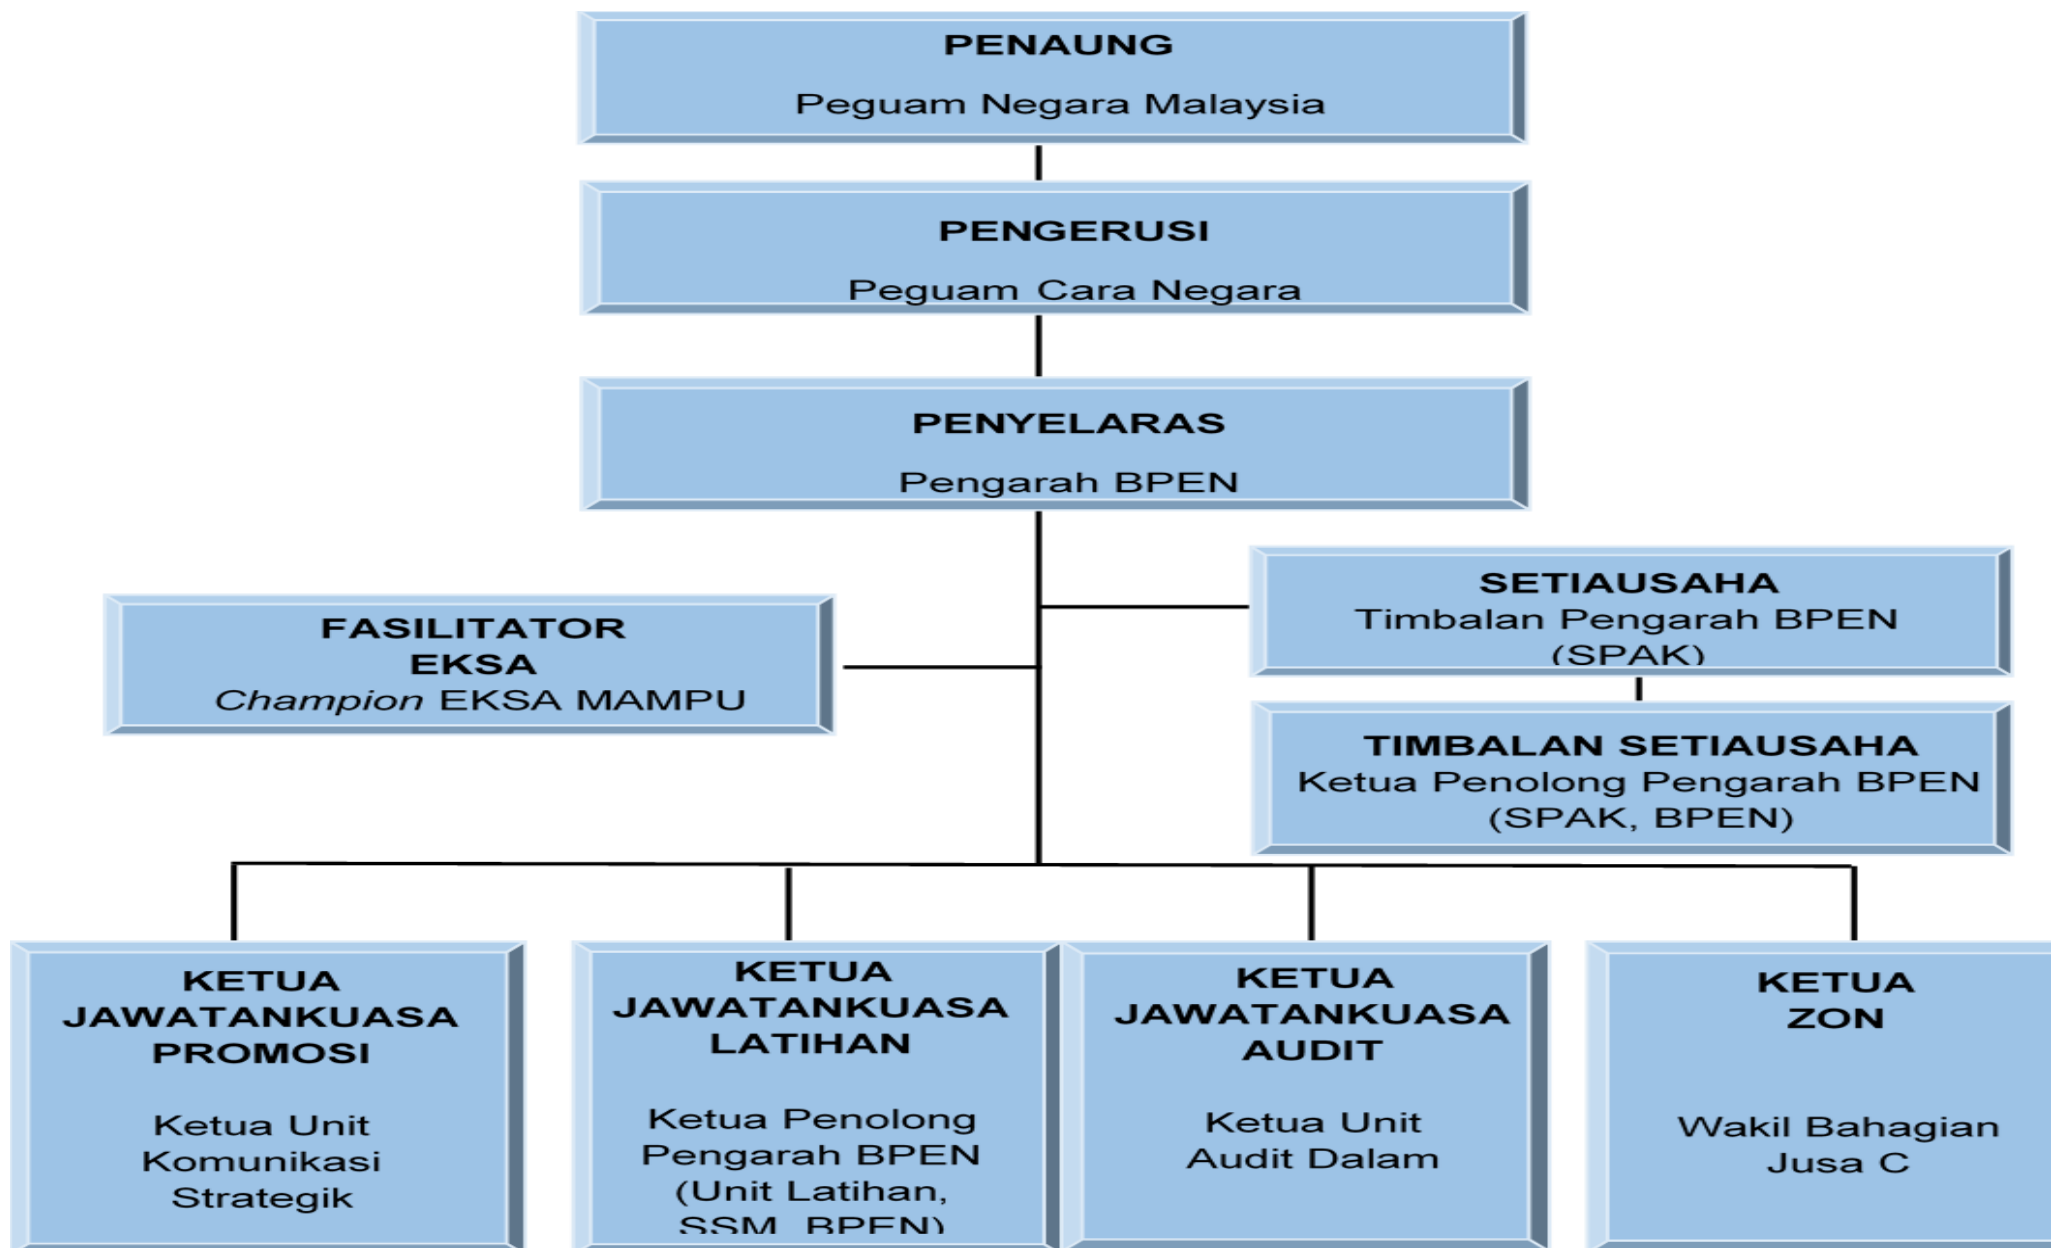 PENAUNG
Peguam Negara Malaysia
PENGERUSI
Peguam Cara Negara
PENYELARAS
Pengarah BPEN
SETIAUSAHA
Timbalan Pengarah BPEN
(SPAK)
FASILITATOR
EKSA
Champion EKSA MAMPU
TIMBALAN SETIAUSAHA
Ketua Penolong Pengarah BPEN
(SPAK, BPEN)
KETUA
JAWATANKUASA
PROMOSI
Ketua Unit
Komunikasi
Strategik
KETUA
JAWATANKUASA
LATIHAN
Ketua Penolong
Pengarah BPEN
(Unit Latihan,
SSM, BPEN)
KETUA
JAWATANKUASA
AUDIT
Ketua Unit
Audit Dalam
KETUA
ZON
Wakil Bahagian
Jusa C